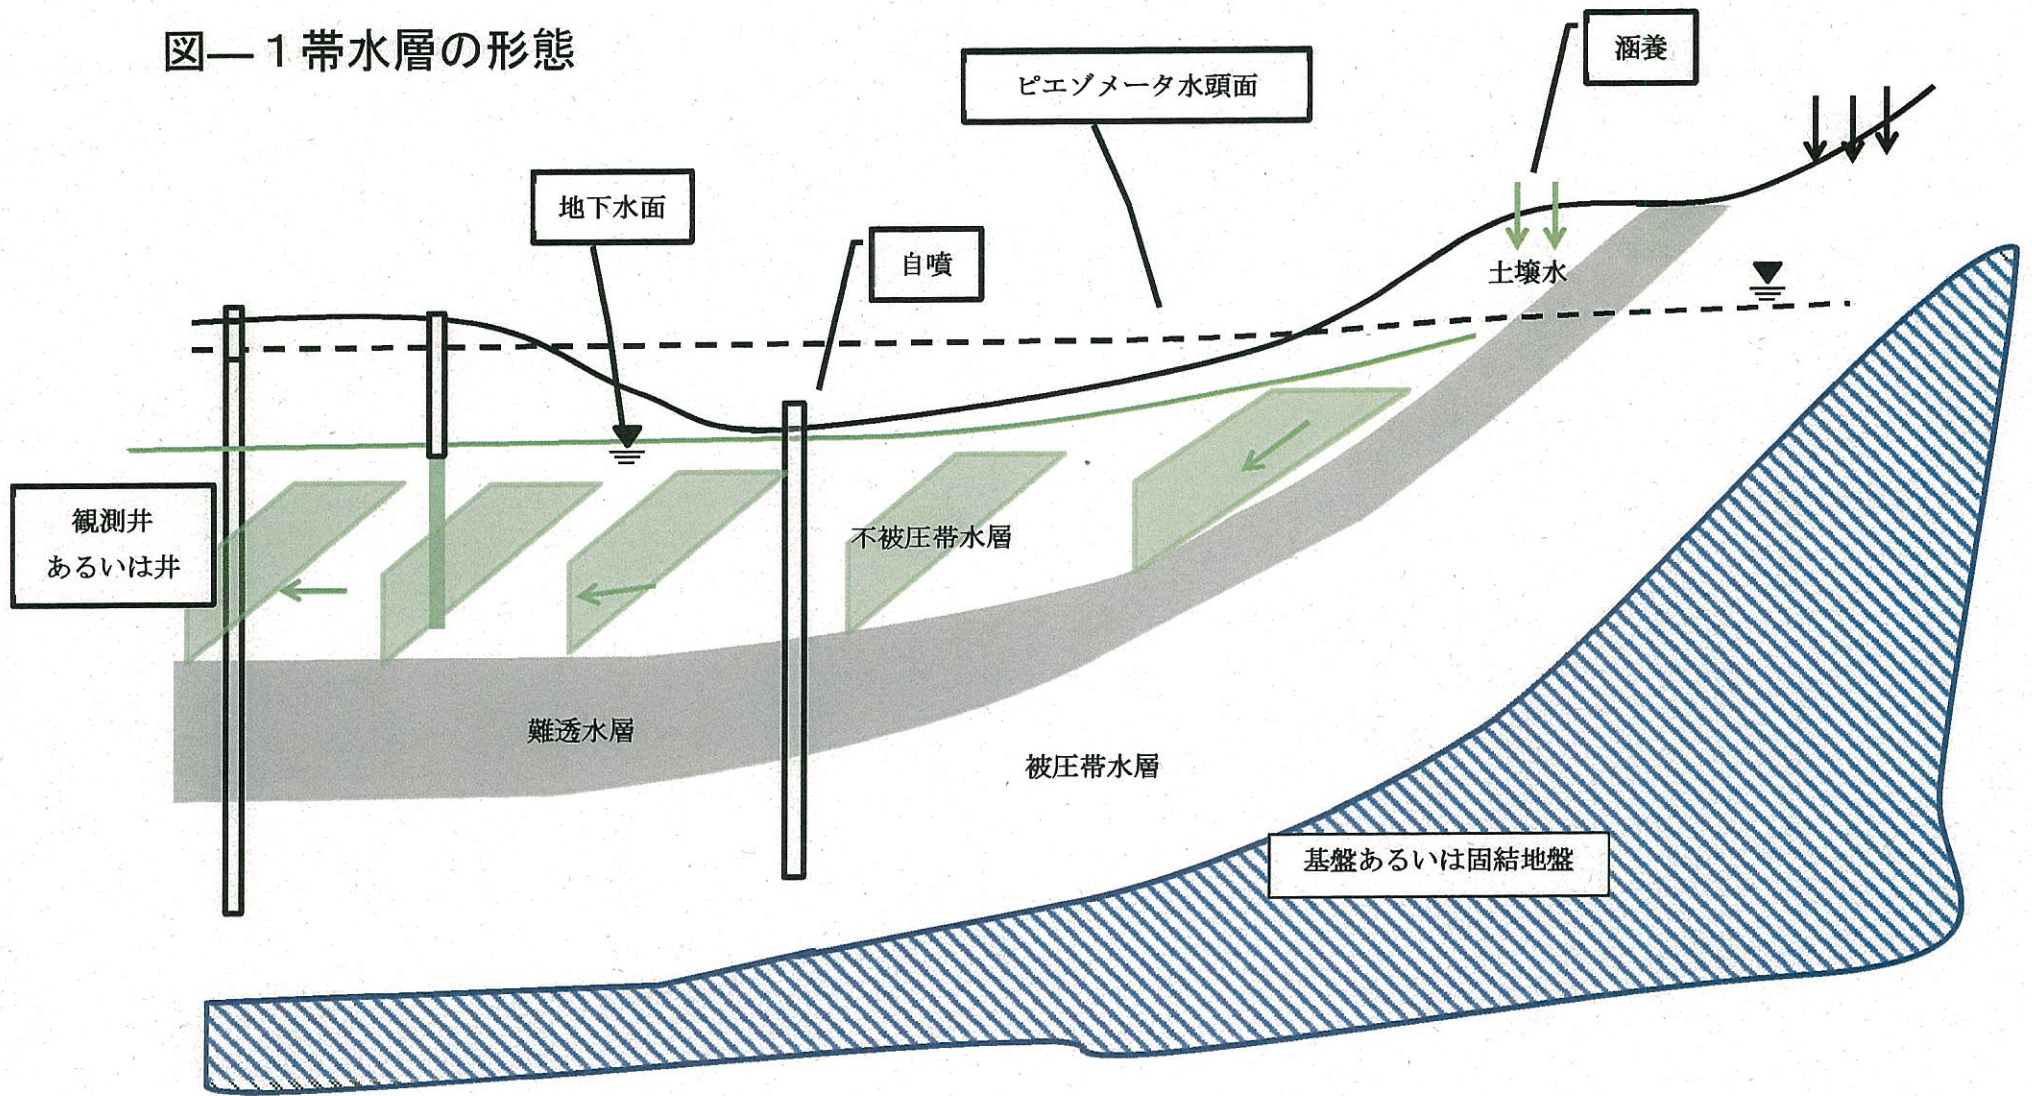 図―1帯水層の形態
涵養
ピエゾメータ水頭面
地下水面
自噴
土壌水
観測井
あるいは井
不被圧帯水層
難透水層
被圧帯水層
基盤あるいは固結地盤